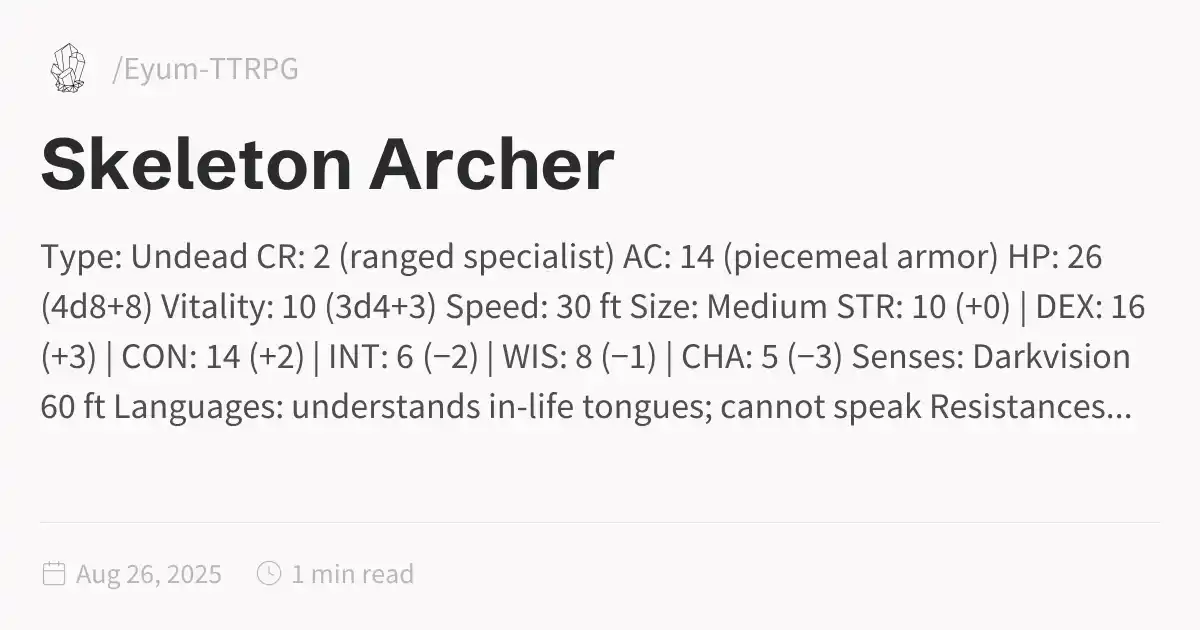 /Eyum-TTRPG
Skeleton Archer
Type: Undead CR: 2 (ranged specialist) AC: 14 (piecemeal armor) HP: 26
(4d8+8) Vitality: 10 (3d4+3) Speed: 30 ft Size: Medium STR: 10 (+0) | DEX: 16
(+3) | CON: 14 (+2) | INT: 6 (−2) | WIS: 8 (−1) | CHA: 5 (−3) Senses: Darkvision
60 ft Languages: understands in-life tongues; cannot speak Resistances...
Aug 26, 2025 1 min read